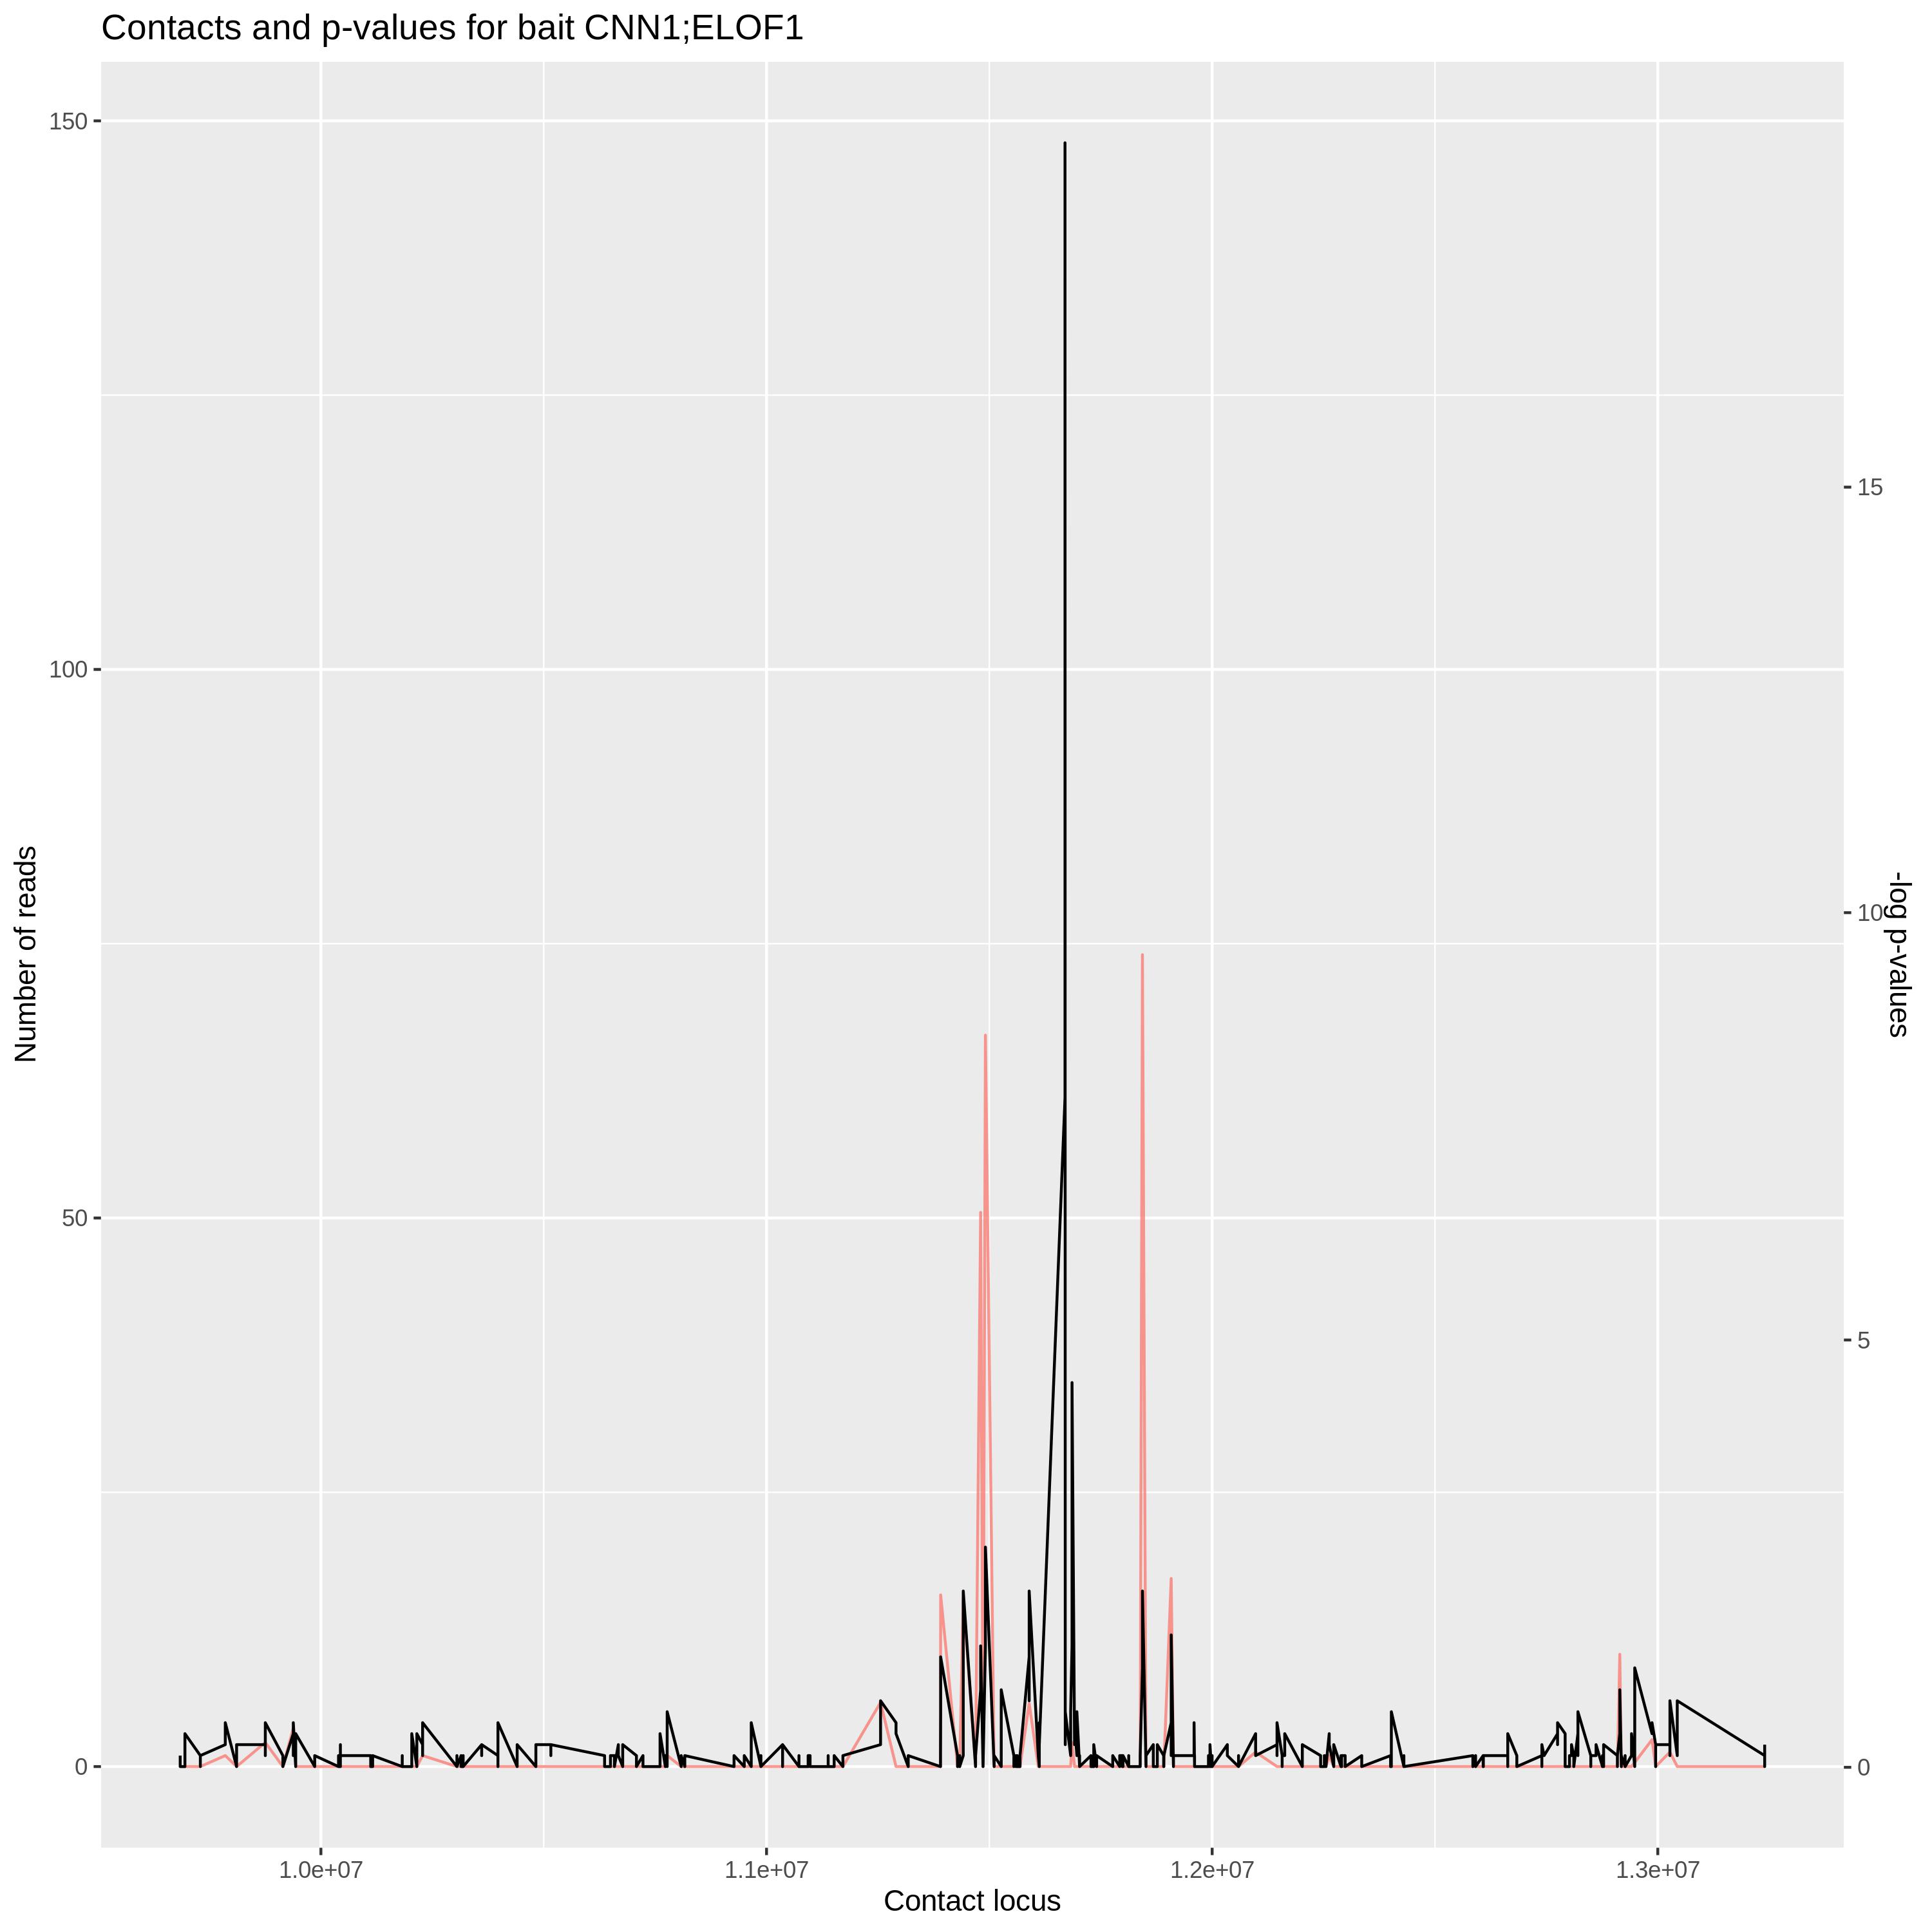 Contacts and p-values for bait CNN1;ELOF1
150
100
50
0
Number of reads
15
10
5
0
-log p-values
1.0e+07
1.1e+07
1.2e+07
1.3e+07
Contact locus